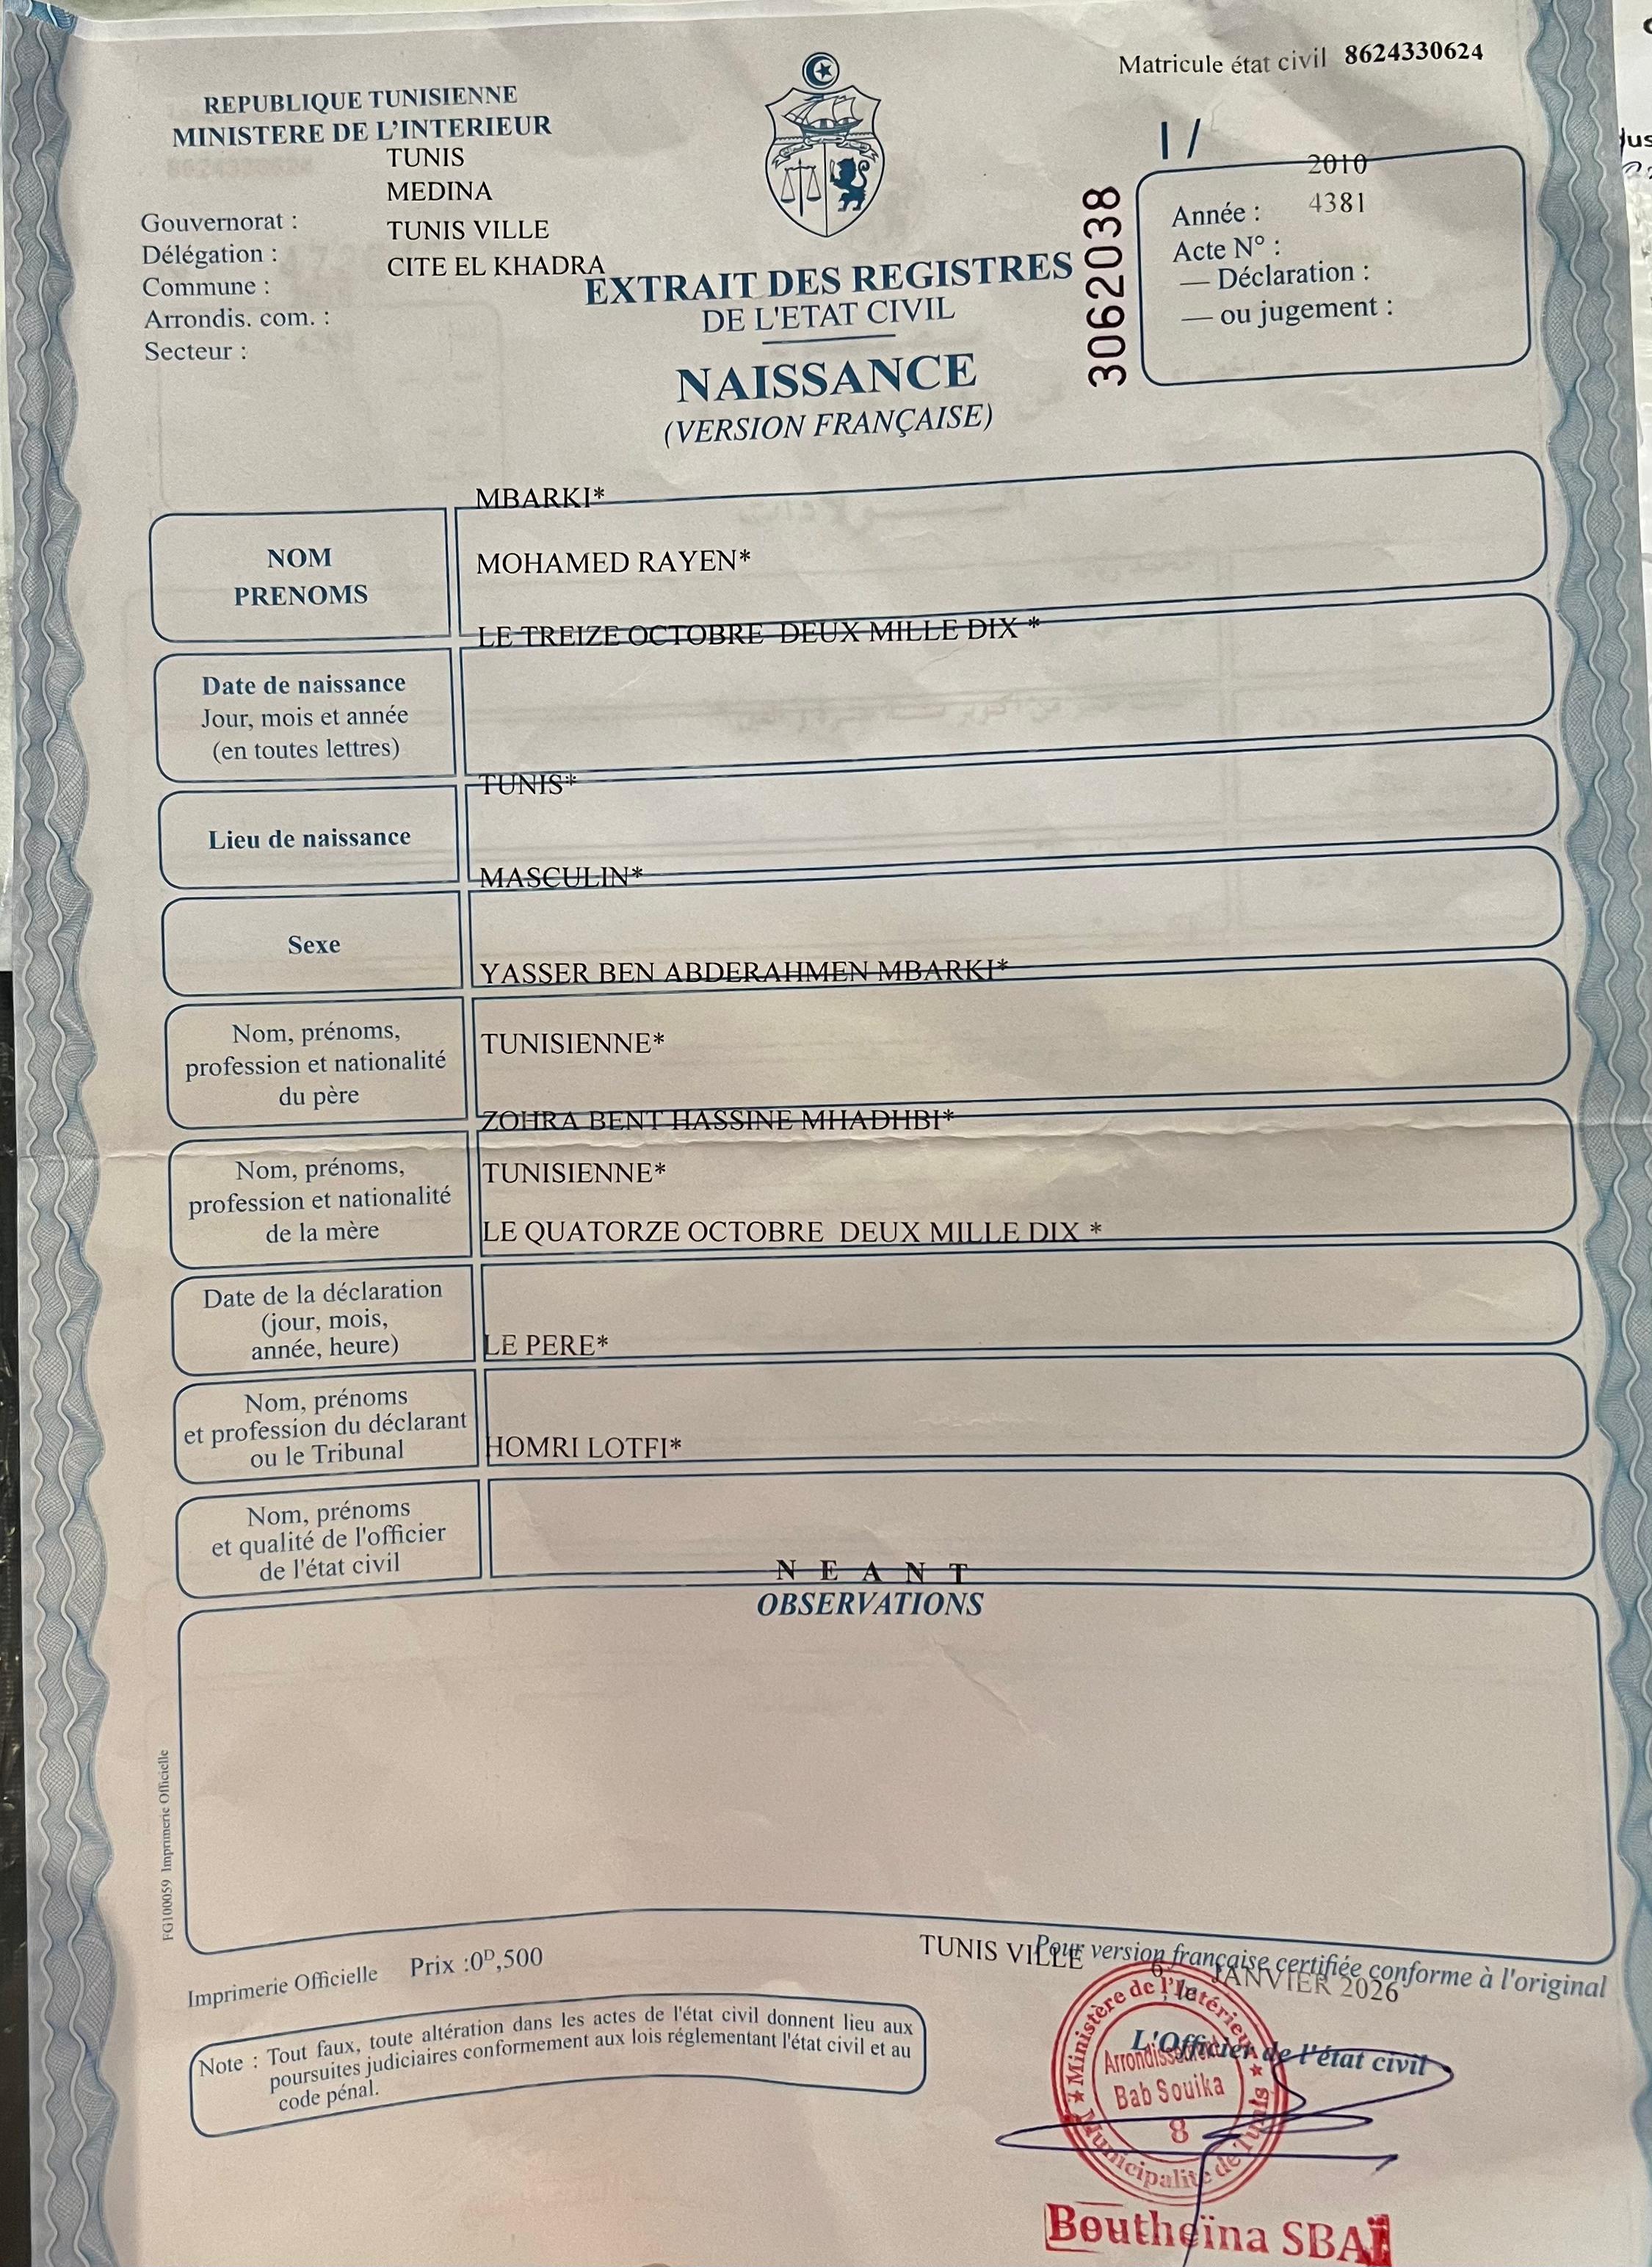 Matricule état civil 8624330624
REPUBLIQUE TUNISIENNE
MINISTERE DE L'INTERIEUR
TUNIS
MEDINA
Gouvernorat : TUNIS VILLE
Délégation : CITE EL KHADRA
Commune :
Arrondis. com. :
Secteur :
EXTRAIT DES REGISTRES
DE L'ETAT CIVIL
NAISSANCE
(VERSION FRANÇAISE)
3062038
1/
2010
Année : 4381
Acte N° :
— Déclaration :
— ou jugement :
MBARKI*
NOM
PRENOMS
MOHAMED RAYEN*
LE TREIZE OCTOBRE DEUX MILLE DIX *
Date de naissance
Jour, mois et année
(en toutes lettres)
TUNIS*
Lieu de naissance
MASCULIN*
Sexe
YASSER BEN ABDERAHMEN MBARKI*
Nom, prénoms,
profession et nationalité
du père
TUNISIENNE*
ZOHRA BENT HASSINE MHADHBI*
Nom, prénoms,
profession et nationalité
de la mère
TUNISIENNE*
LE QUATORZE OCTOBRE DEUX MILLE DIX *
Date de la déclaration
(jour, mois,
année, heure)
LE PERE*
Nom, prénoms
et profession du déclarant
ou le Tribunal
HOMRI LOTFI*
Nom, prénoms
et qualité de l'officier
de l'état civil
N E A N T
OBSERVATIONS
FG100059 Imprimerie Officielle
Imprimerie Officielle Prix :0D,500
TUNIS VILLE
Pour version française certifiée conforme à l'original
6 JANVIER 2026
, le
L'Officier de l'état civil
Note : Tout faux, toute altération dans les actes de l'état civil donnent lieu aux
poursuites judiciaires conformement aux lois réglementant l'état civil et au
code pénal.
Ministère de l'Intérieur
Arrondissement
Bab Souika
8
Municipalité de Tunis
Boutheïna SBAÏ